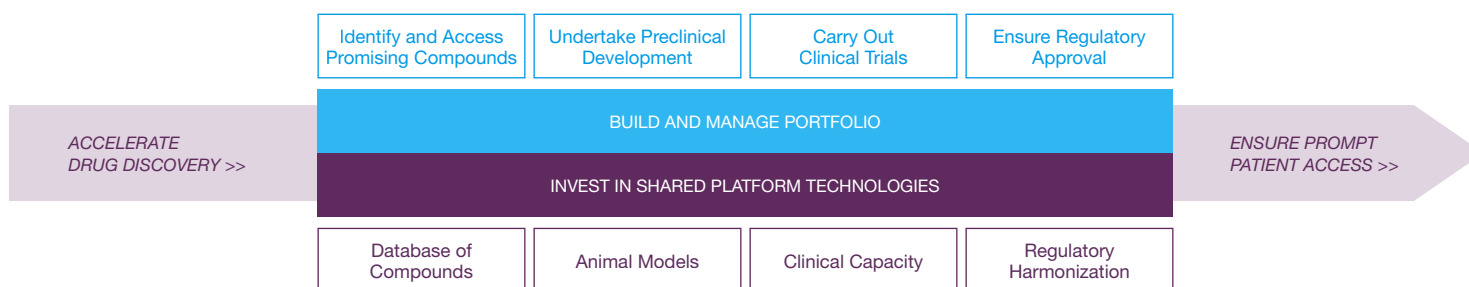 Identify and Access
Promising Compounds
Undertake Preclinical
Development
Carry Out
Clinical Trials
Ensure Regulatory
Approval
ACCELERATE
DRUG DISCOVERY >>
BUILD AND MANAGE PORTFOLIO
INVEST IN SHARED PLATFORM TECHNOLOGIES
ENSURE PROMPT
PATIENT ACCESS >>
Database of
Compounds
Animal Models
Clinical Capacity
Regulatory
Harmonization